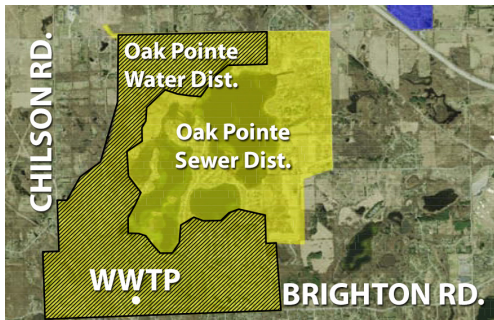 Oak Pointe
Water Dist.
CHILSON RD.
Oak Pointe
Sewer Dist.
WWTP
BRIGHTON RD.